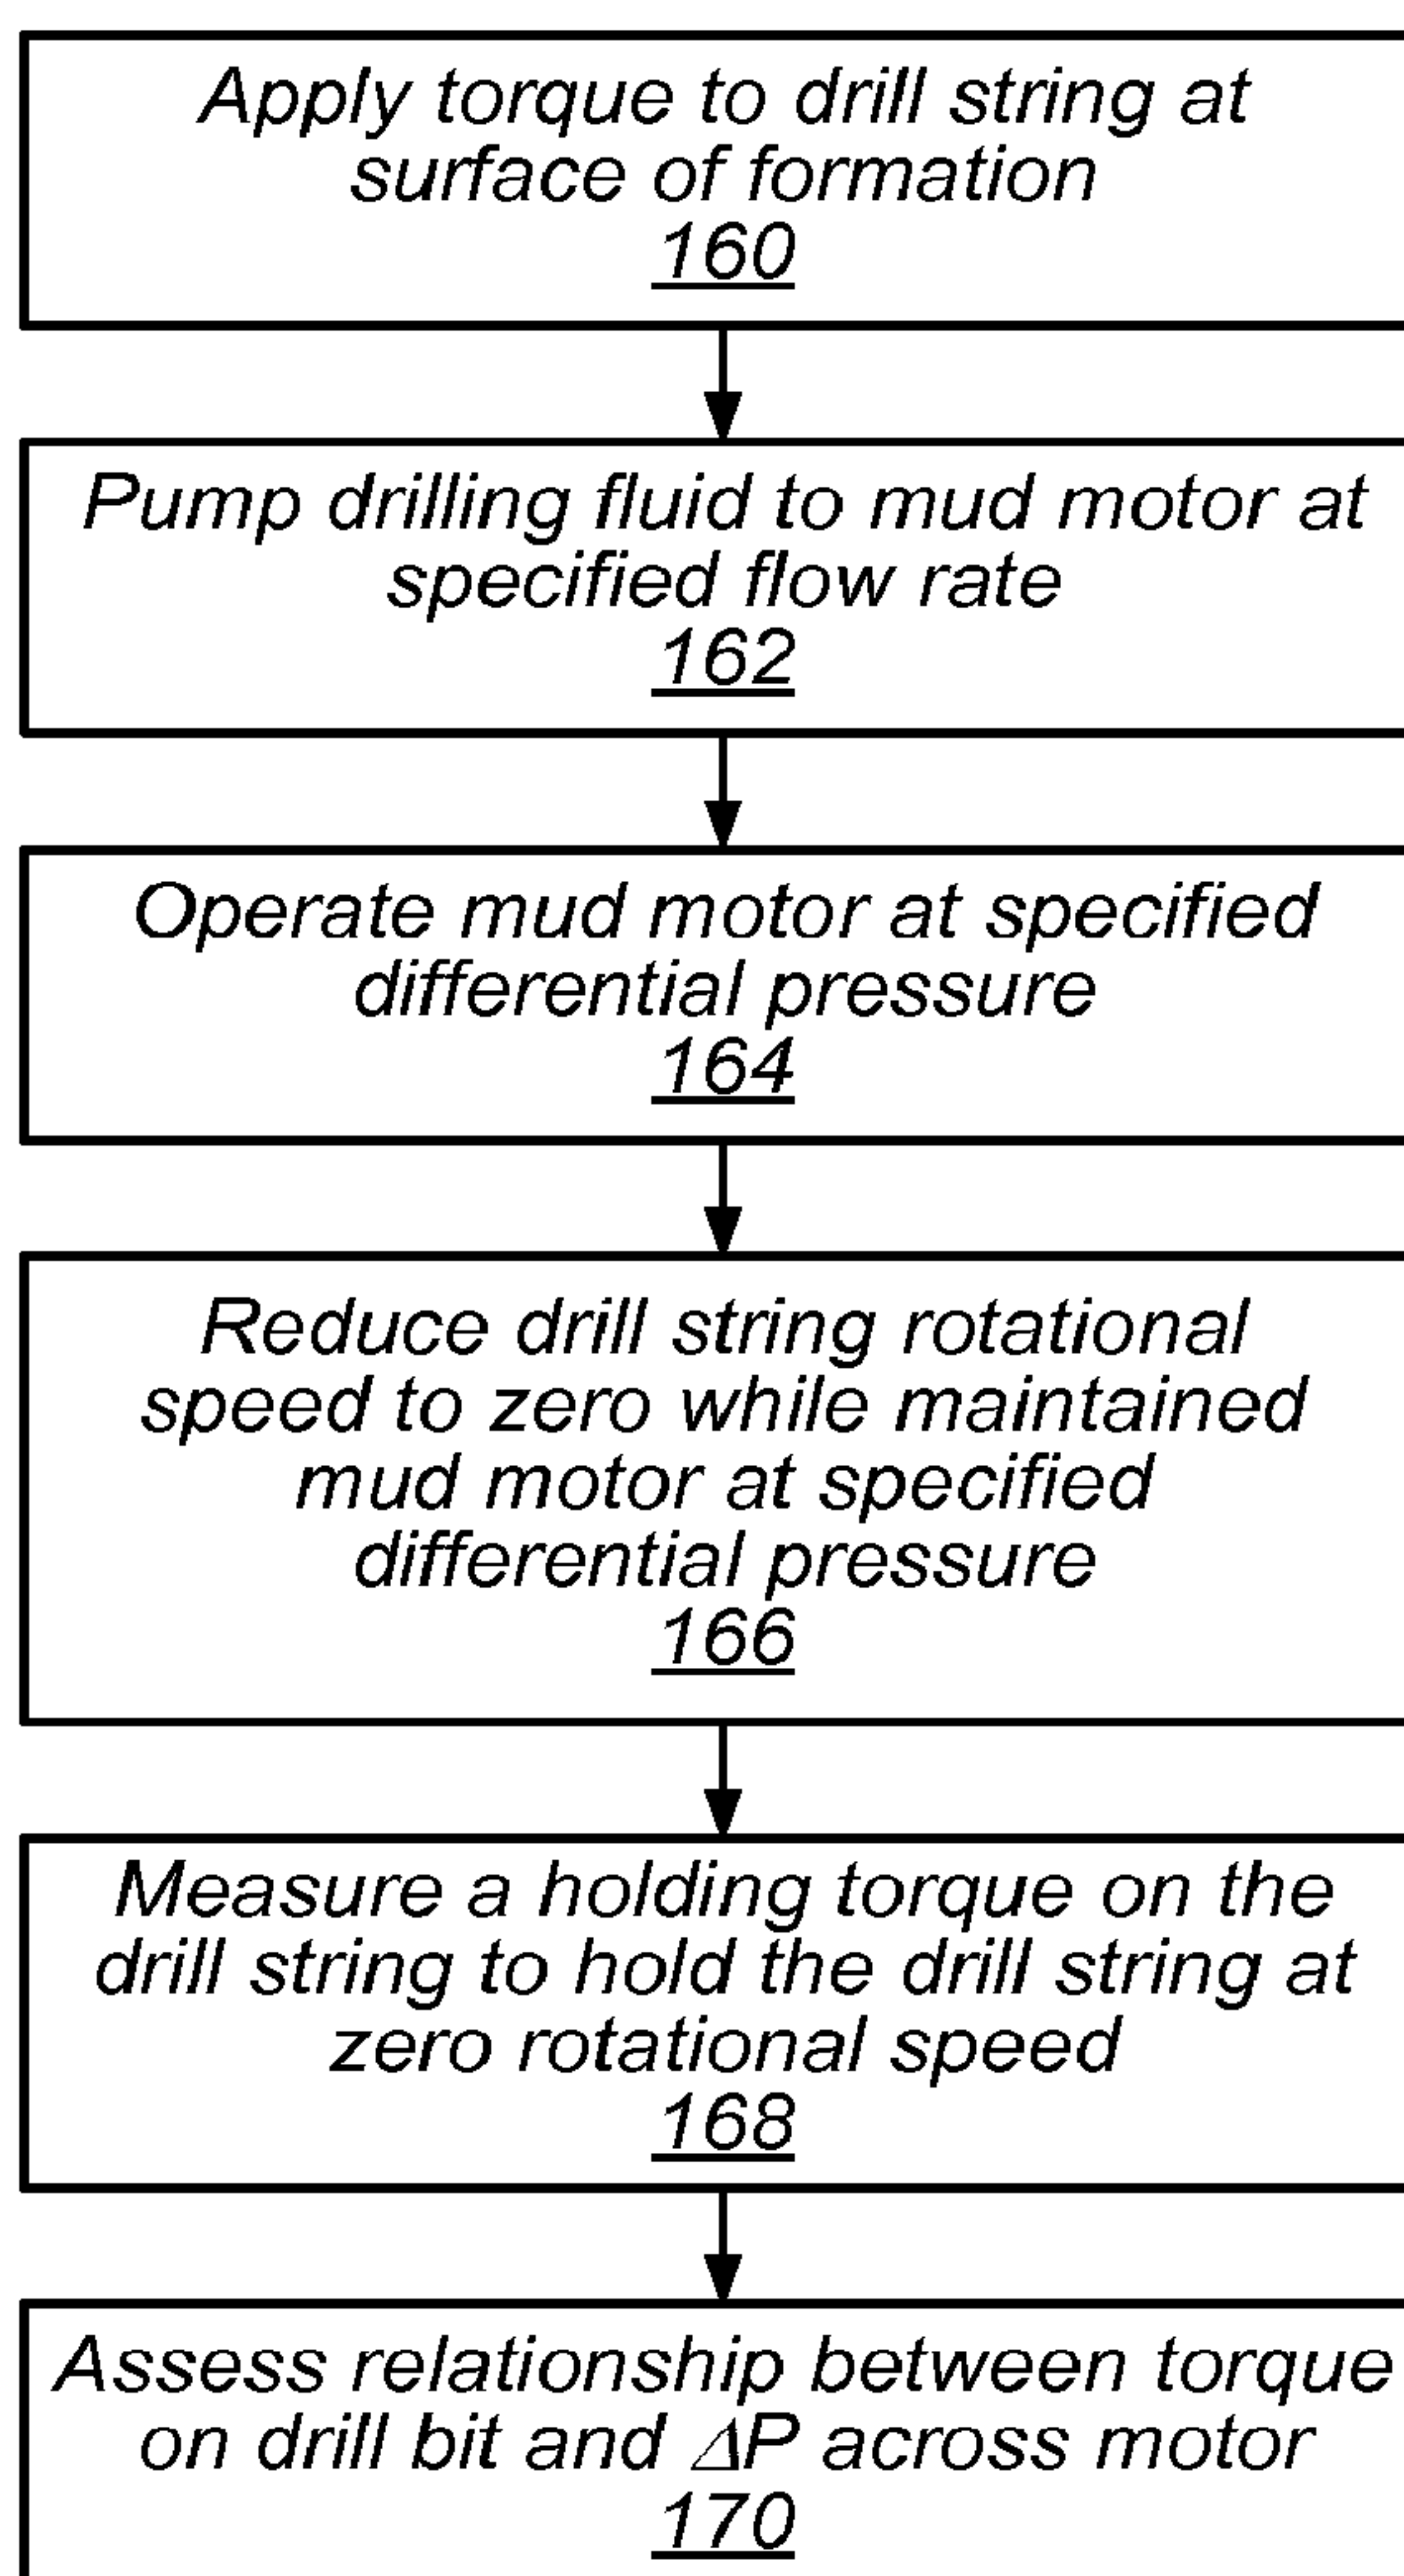 Apply torque to drill string at
surface of formation
160
Pump drilling fluid to mud motor at
specified flow rate
162
Operate mud motor at specified
differential pressure
164
Reduce drill string rotational
speed to zero while maintained
mud motor at specified
differential pressure
166
Measure a holding torque on the
drill string to hold the drill string at
zero rotational speed
168
Assess relationship between torque
on drill bit and ΔP across motor
170